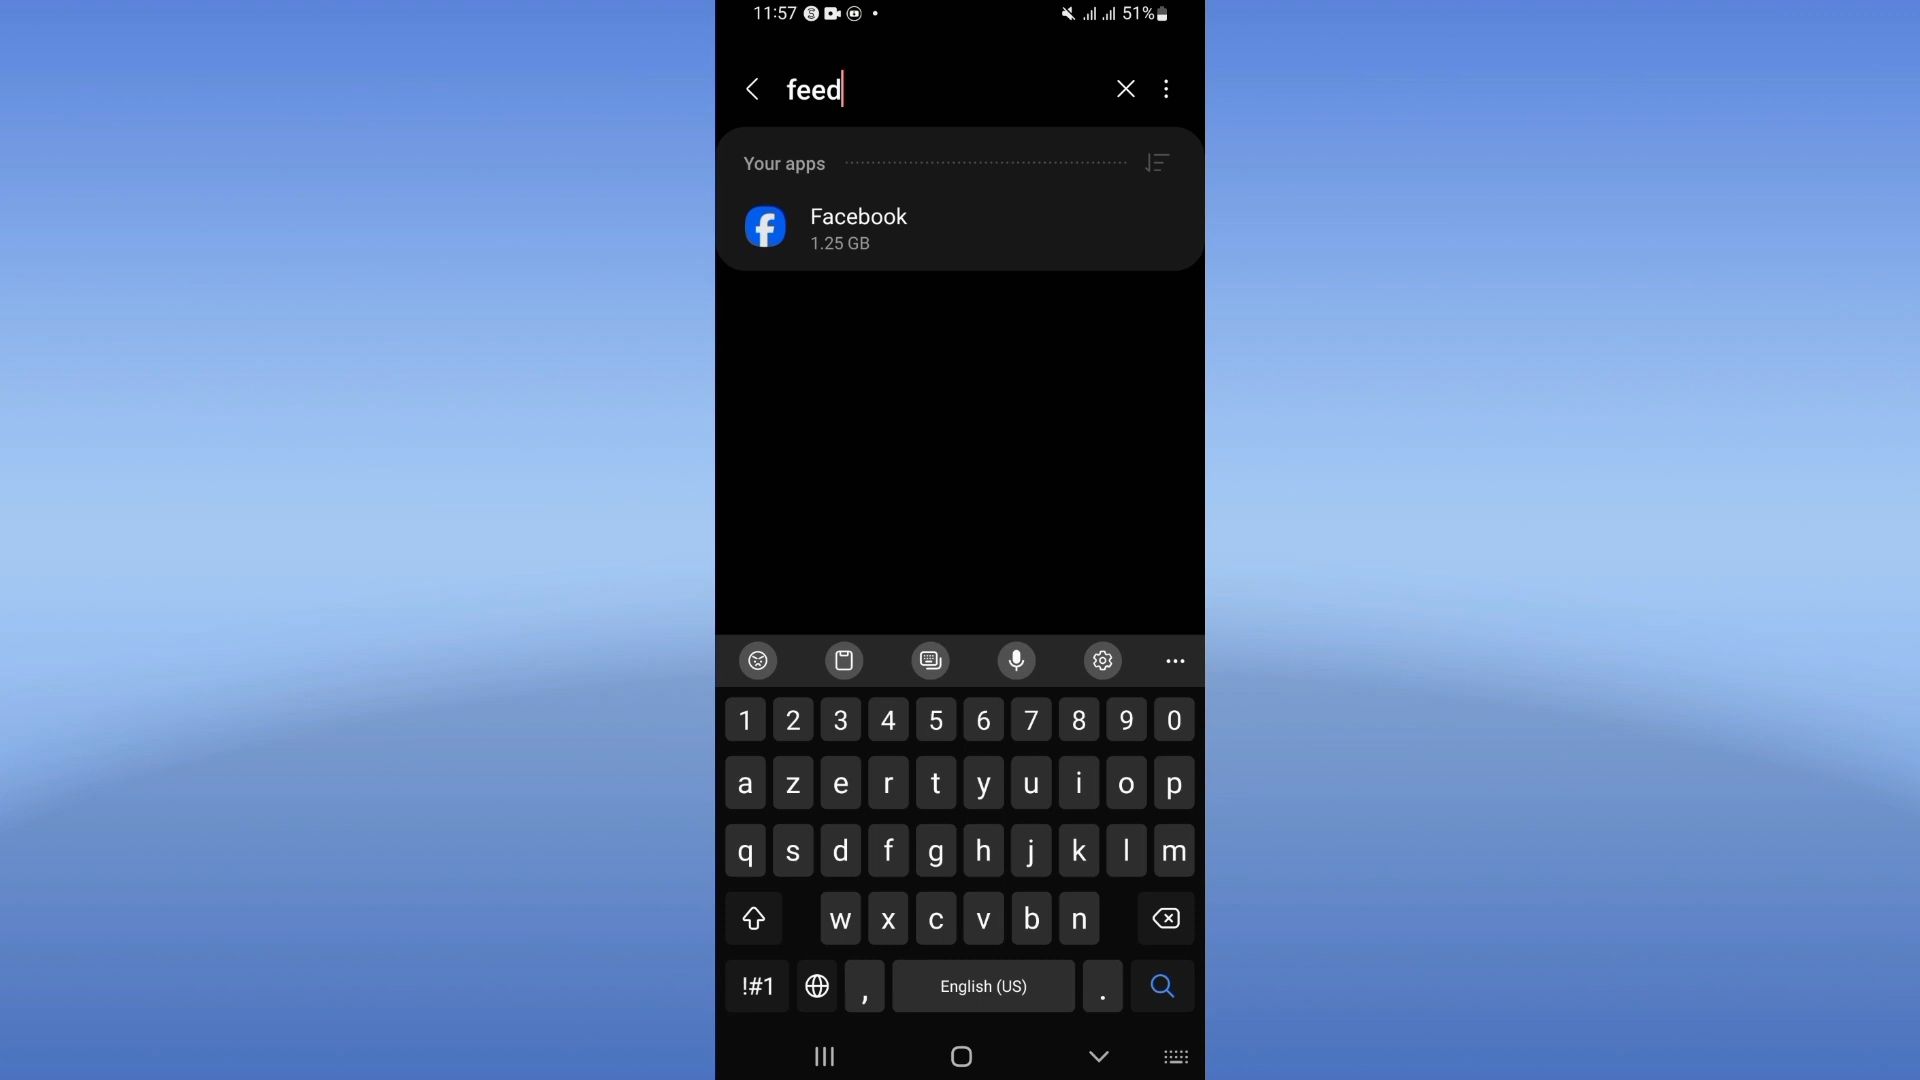 11:57 51%
feed
Your apps
Facebook
1.25 GB
1 2 3 4 5 6 7 8 9 0
a z e r t y u i o p
q s d f g h j k l m
w x c v b n
!#1 , English (US) .